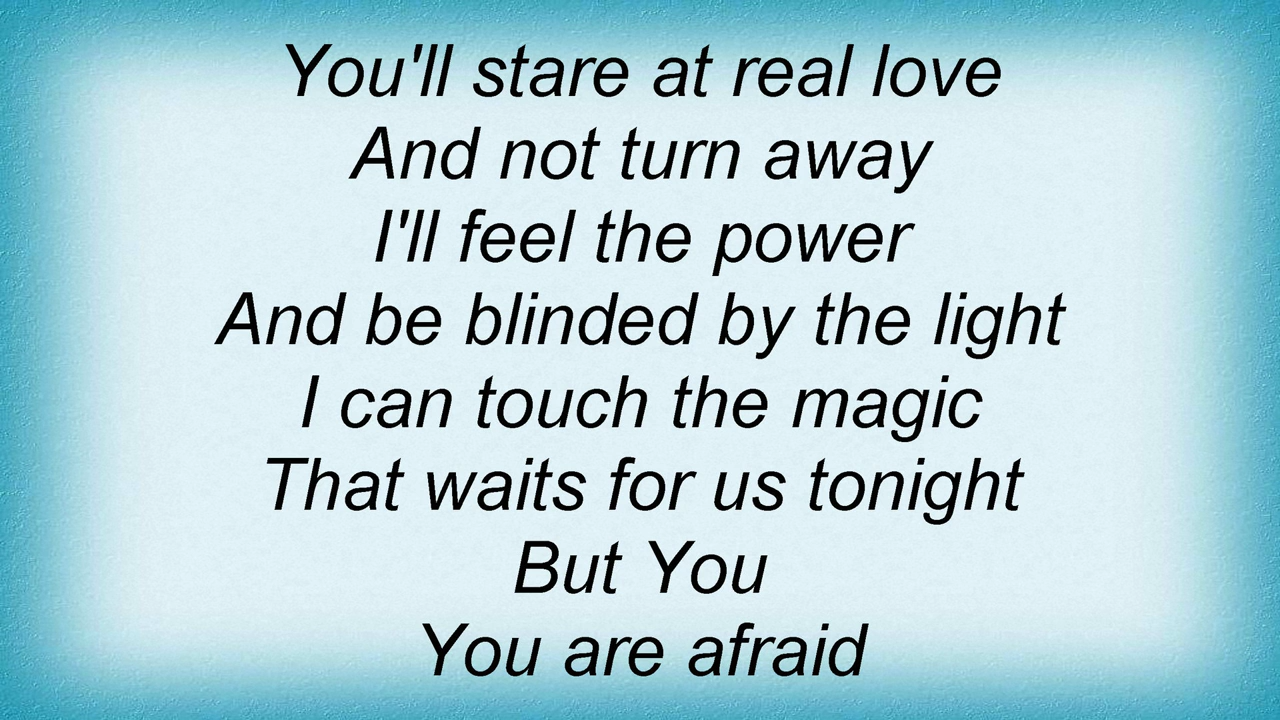 You'll stare at real love
And not turn away
I'll feel the power
And be blinded by the light
I can touch the magic
That waits for us tonight
But You
You are afraid